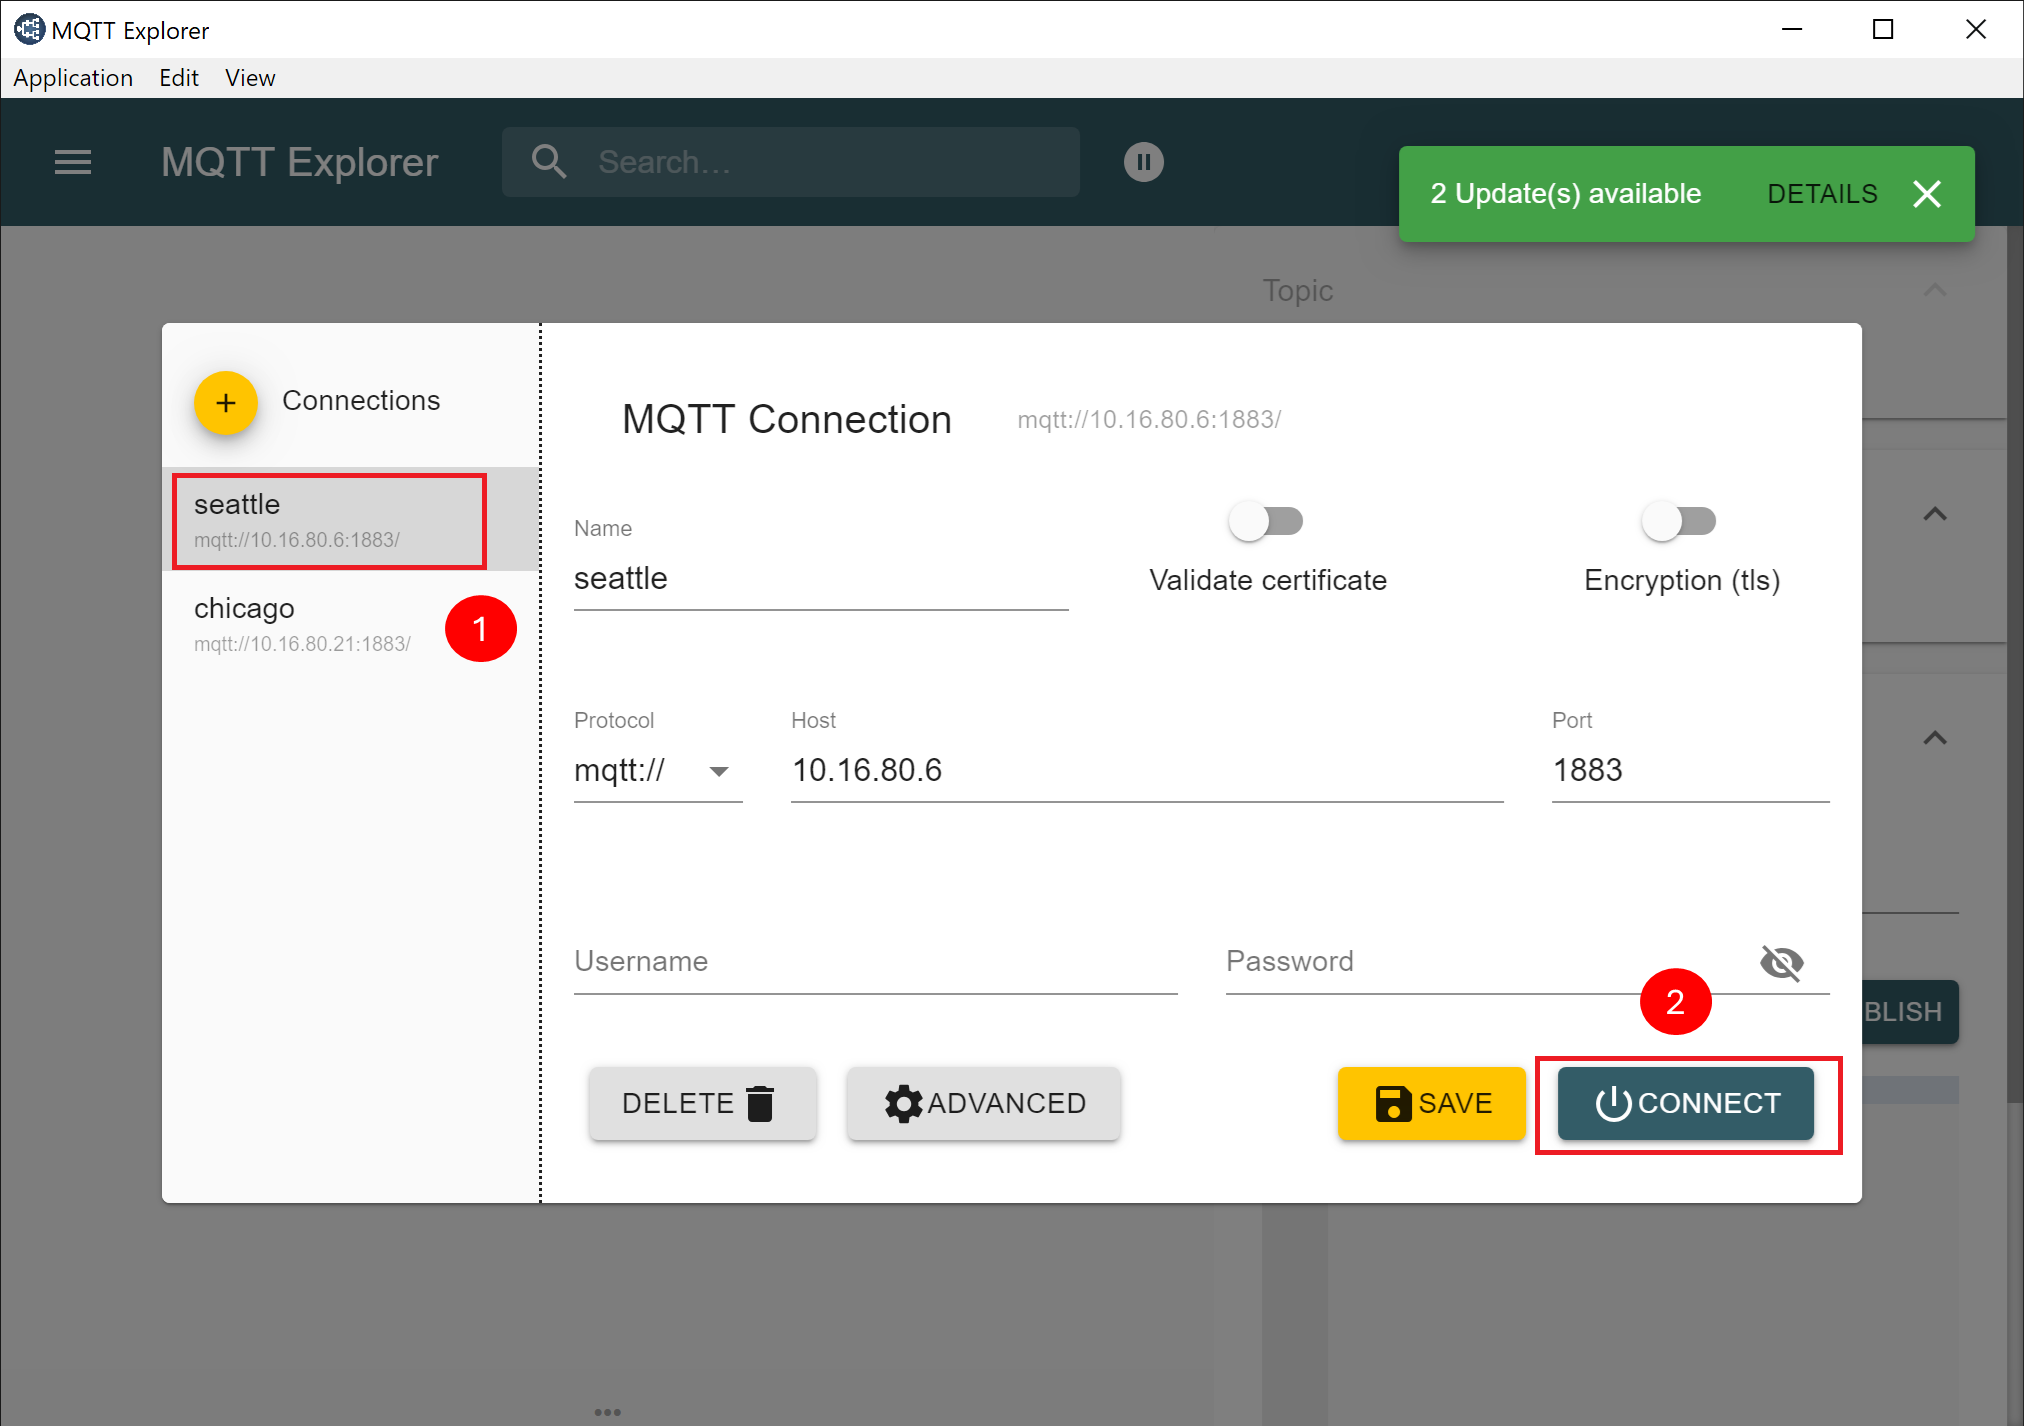 MQTT Explorer
Application Edit View
MQTT Explorer
Search...
2 Update(s) available DETAILS
Topic
Connections
seattle
mqtt://10.16.80.6:1883/
chicago
mqtt://10.16.80.21:1883/
1
MQTT Connection mqtt://10.16.80.6:1883/
Name
seattle
Validate certificate
Encryption (tls)
Protocol
mqtt://
Host
10.16.80.6
Port
1883
Username
Password
2
BLISH
DELETE
ADVANCED
SAVE
CONNECT